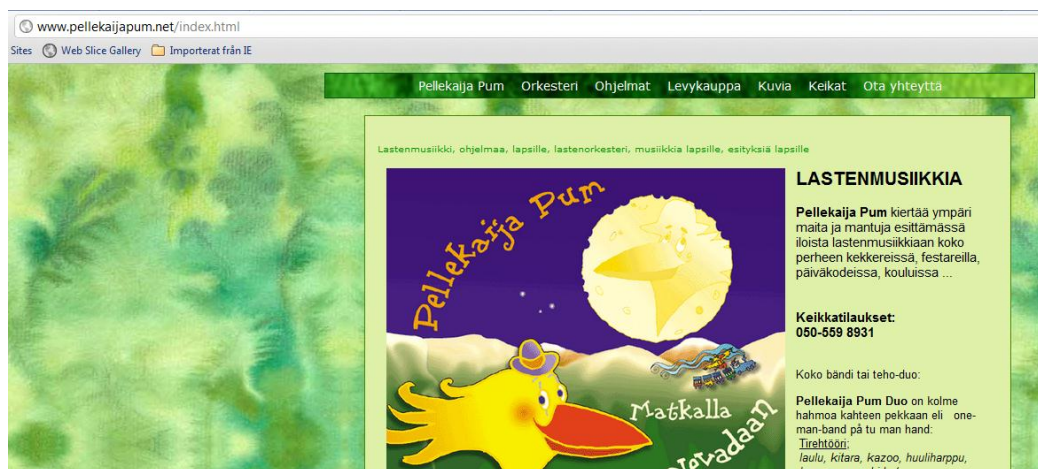 www.pellekaijapum.net/index.html
Sites Web Slice Gallery Importerat från IE
Pellekaija Pum Orkesteri Ohjelmat Levykauppa Kuvia Keikat Ota yhteyttä
Lastenmusiikki, ohjelmaa, lapsille, lastenorkesteri, musiikkia lapsille, esityksiä lapsille
Pellekaija Pum
Matkalla
Nevadaan
LASTENMUSIIKKIA
Pellekaija Pum kiertää ympäri
maita ja mantuja esittämässä
iloista lastenmusiikkiaan koko
perheen kekkereissä, festareilla,
päiväkodeissa, kouluissa ...
Keikkatilaukset:
050-559 8931
Koko bändi tai teho-duo:
Pellekaija Pum Duo on kolme
hahmoa kahteen pekkaan eli one-
man-band på tu man hand:
Tirehtööri;
laulu, kitara, kazoo, huuliharppu,